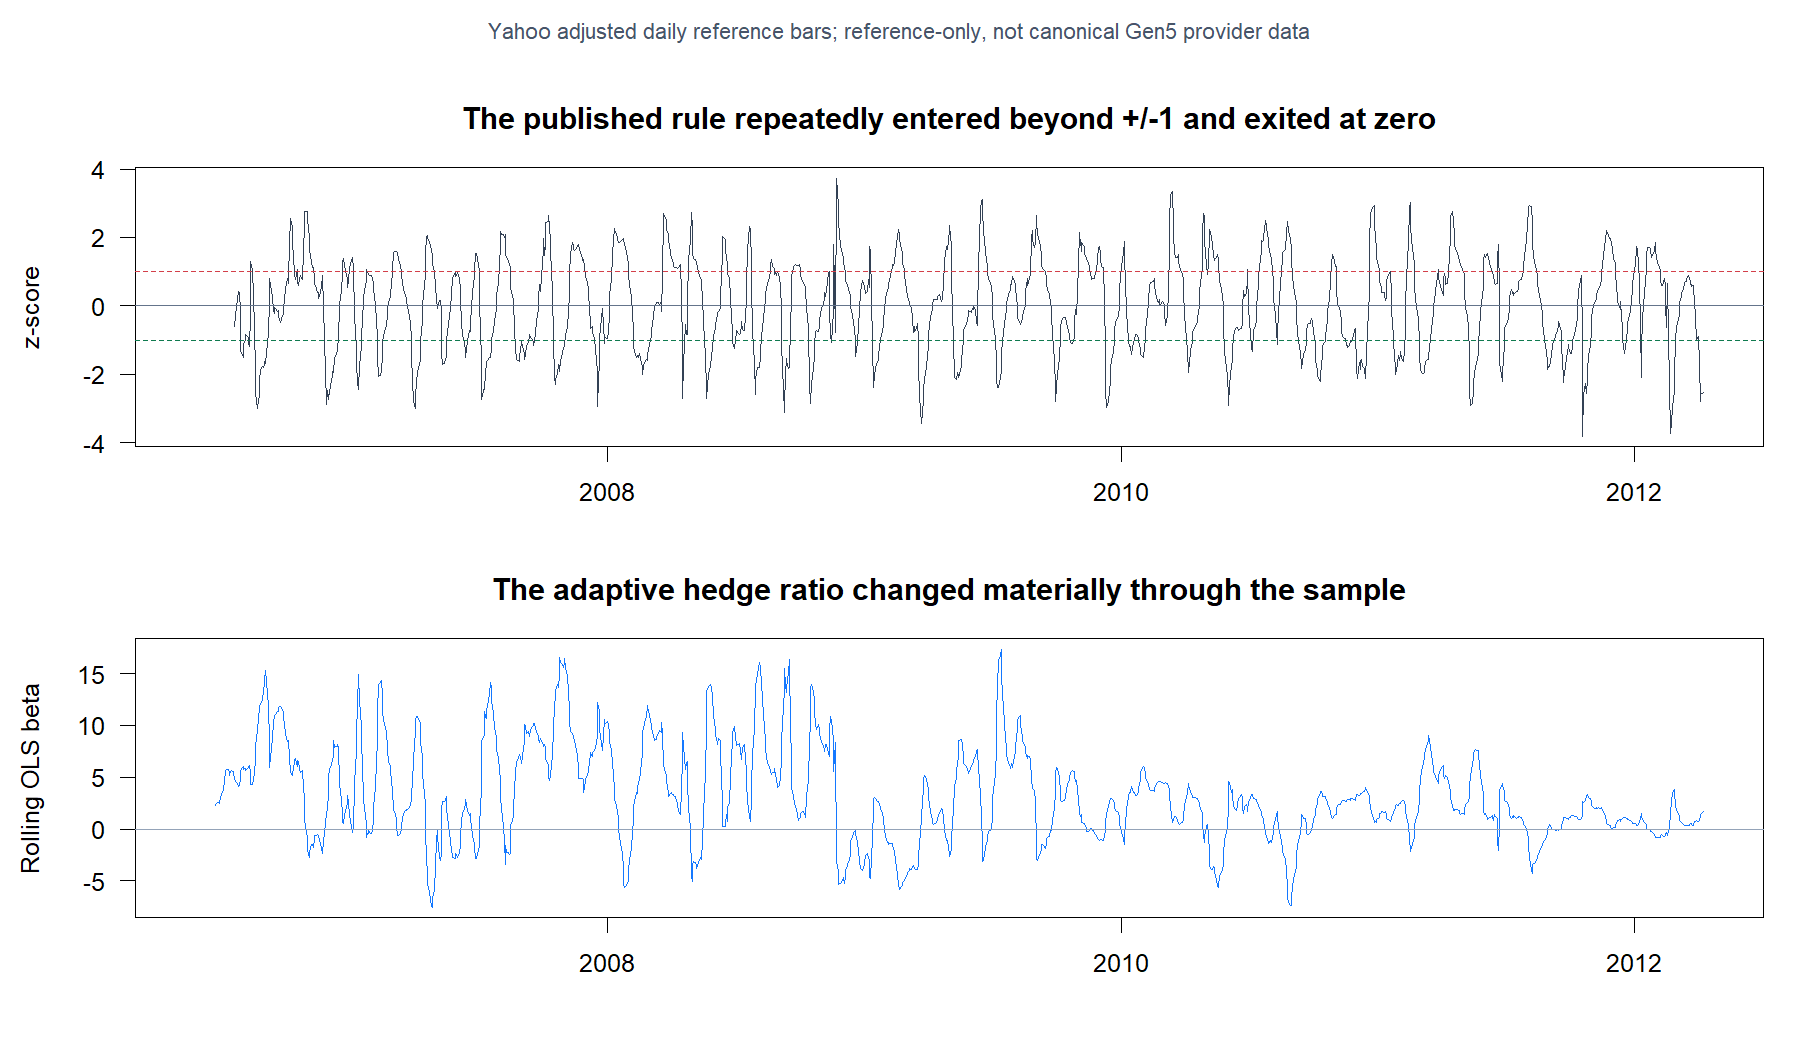 Yahoo adjusted daily reference bars; reference-only, not canonical Gen5 provider data
The published rule repeatedly entered beyond +/-1 and exited at zero
z-score
4
2
0
-2
-4
2008 2010 2012
The adaptive hedge ratio changed materially through the sample
Rolling OLS beta
15
10
5
0
-5
2008 2010 2012